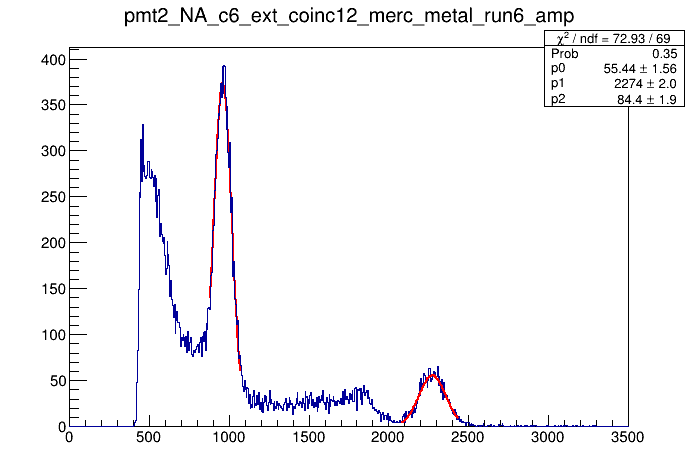 pmt2_NA_c6_ext_coinc12_merc_metal_run6_amp
χ² / ndf = 72.93 / 69
Prob 0.35
p0 55.44 ± 1.56
p1 2274 ± 2.0
p2 84.4 ± 1.9
400
350
300
250
200
150
100
50
0
0 500 1000 1500 2000 2500 3000 3500